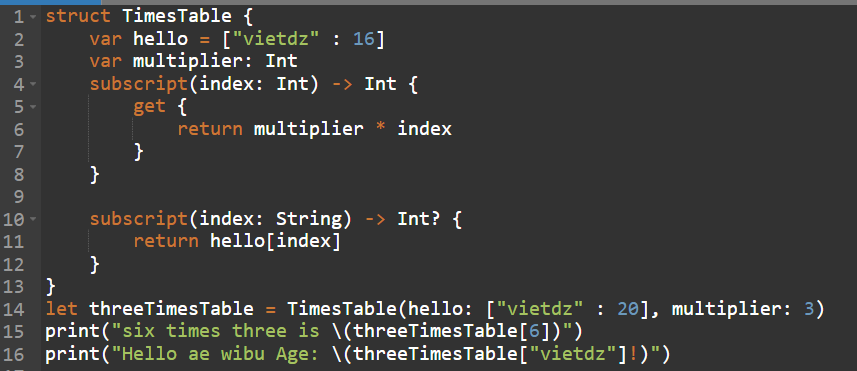 1 struct TimesTable {
2     var hello = ["vietdz" : 16]
3     var multiplier: Int
4     subscript(index: Int) -> Int {
5         get {
6             return multiplier * index
7         }
8     }
9
10     subscript(index: String) -> Int? {
11         return hello[index]
12     }
13 }
14 let threeTimesTable = TimesTable(hello: ["vietdz" : 20], multiplier: 3)
15 print("six times three is \(threeTimesTable[6])")
16 print("Hello ae wibu Age: \(threeTimesTable["vietdz"]!)")